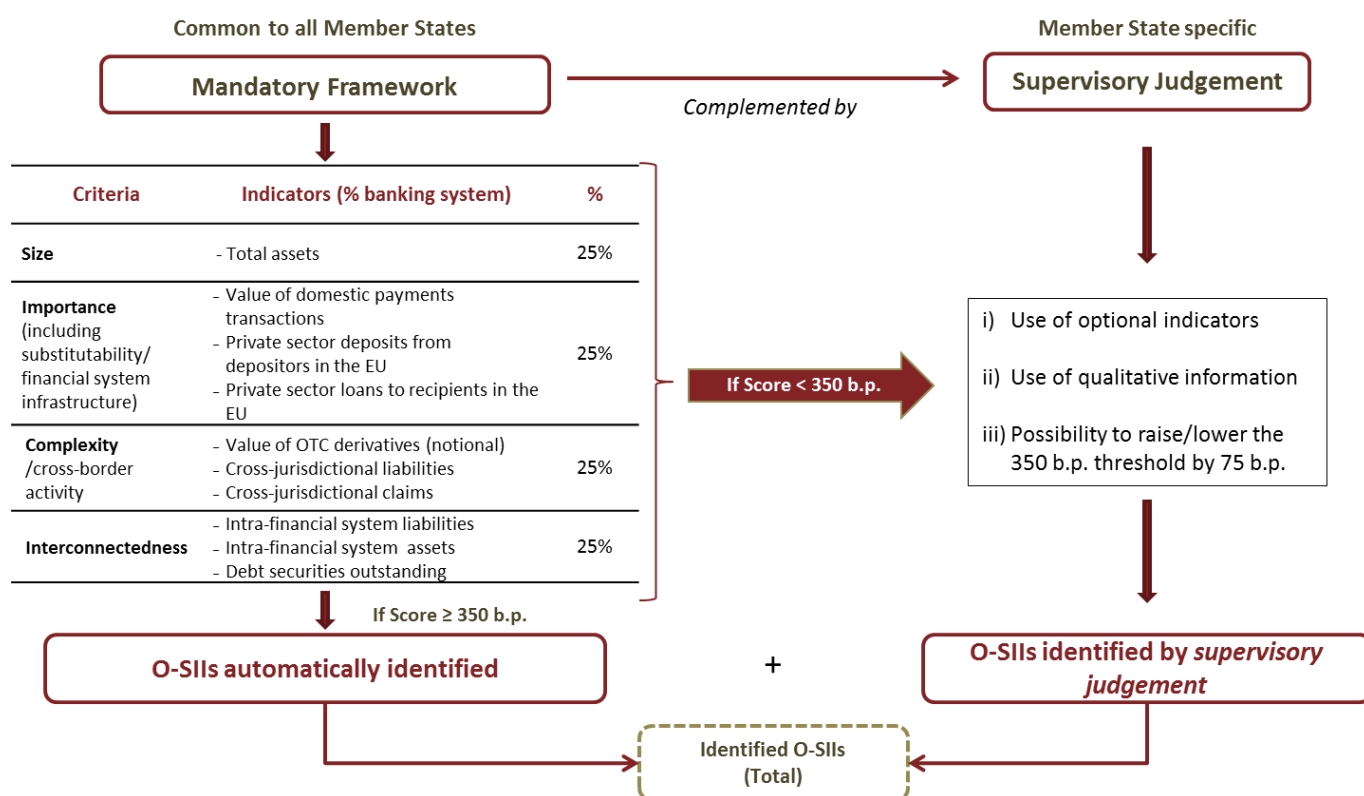 Common to all Member States
Member State specific
Mandatory Framework
Complemented by
Supervisory Judgement
Criteria
Indicators (% banking system)
%
Size
- Total assets
25%
Importance
(including
substitutability/
financial system
infrastructure)
- Value of domestic payments
transactions
- Private sector deposits from
depositors in the EU
- Private sector loans to recipients in the
EU
25%
Complexity
/cross-border
activity
- Value of OTC derivatives (notional)
- Cross-jurisdictional liabilities
- Cross-jurisdictional claims
25%
Interconnectedness
- Intra-financial system liabilities
- Intra-financial system assets
- Debt securities outstanding
25%
If Score < 350 b.p.
i) Use of optional indicators
ii) Use of qualitative information
iii) Possibility to raise/lower the
350 b.p. threshold by 75 b.p.
If Score ≥ 350 b.p.
O-SIIs automatically identified
+
O-SIIs identified by supervisory
judgement
Identified O-SIIs
(Total)